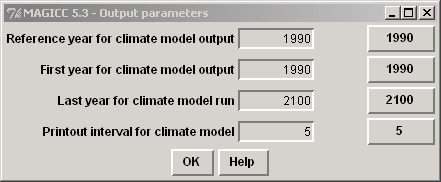 MAGICC 5.3 - Output parameters
Reference year for climate model output 1990 1990
First year for climate model output 1990 1990
Last year for climate model run 2100 2100
Printout interval for climate model 5 5
OK Help